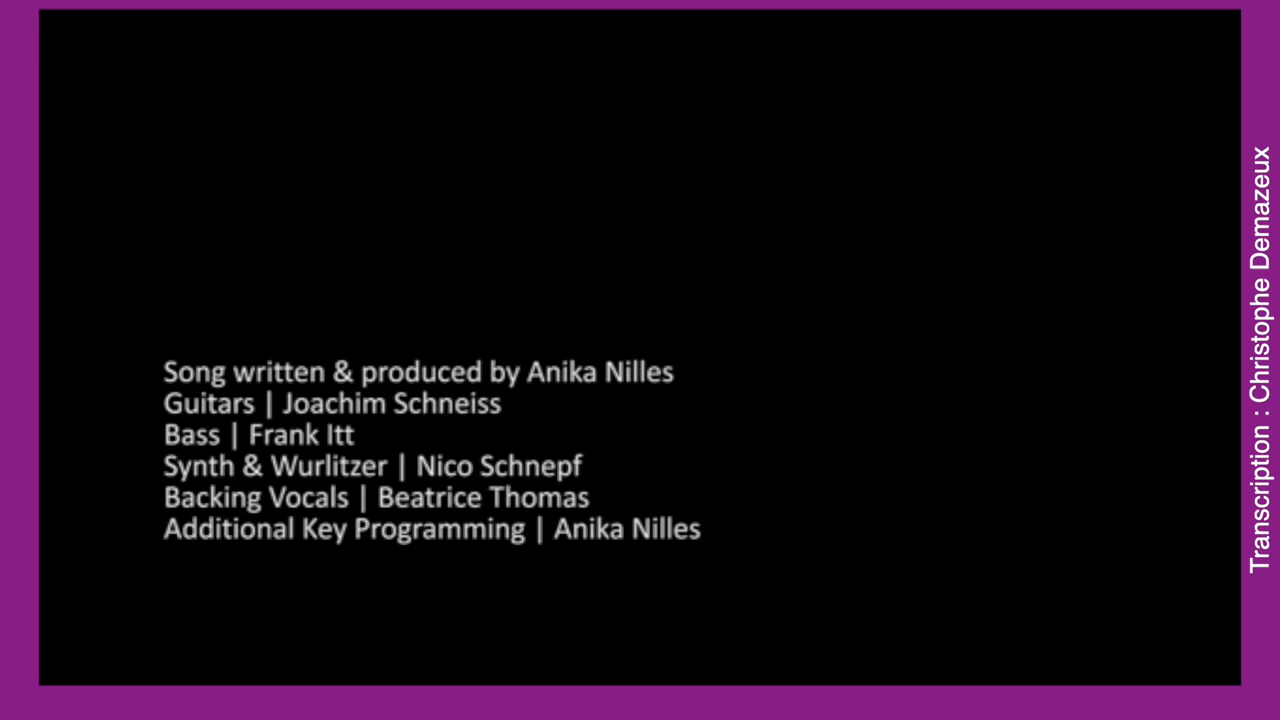 Song written & produced by Anika Nilles
Guitars | Joachim Schneiss
Bass | Frank Itt
Synth & Wurlitzer | Nico Schnepf
Backing Vocals | Beatrice Thomas
Additional Key Programming | Anika Nilles
Transcription : Christophe Demazeux